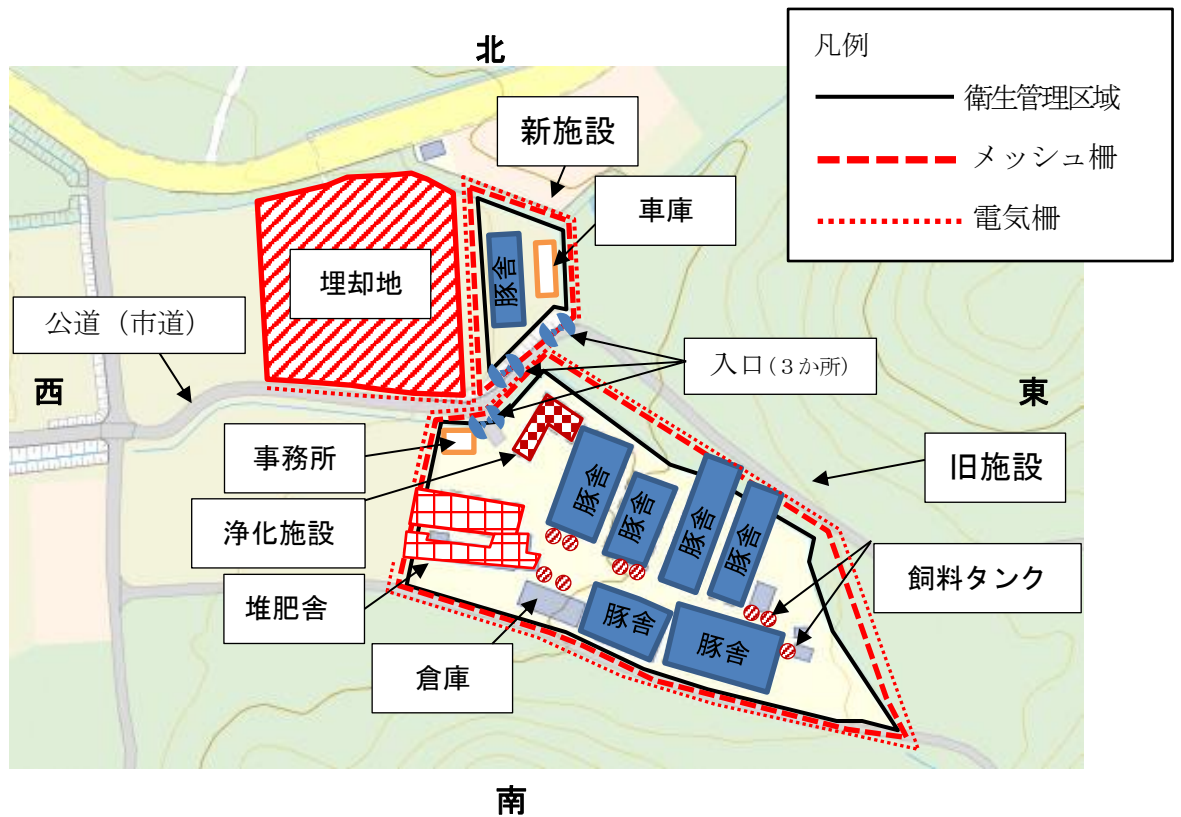 凡例
衛生管理区域
メッシュ柵
電気柵
北
新施設
車庫
豚舎
埋却地
公道（市道）
入口（３か所）
西
東
事務所
旧施設
浄化施設
豚舎
豚舎
豚舎
豚舎
飼料タンク
堆肥舎
豚舎
豚舎
倉庫
南